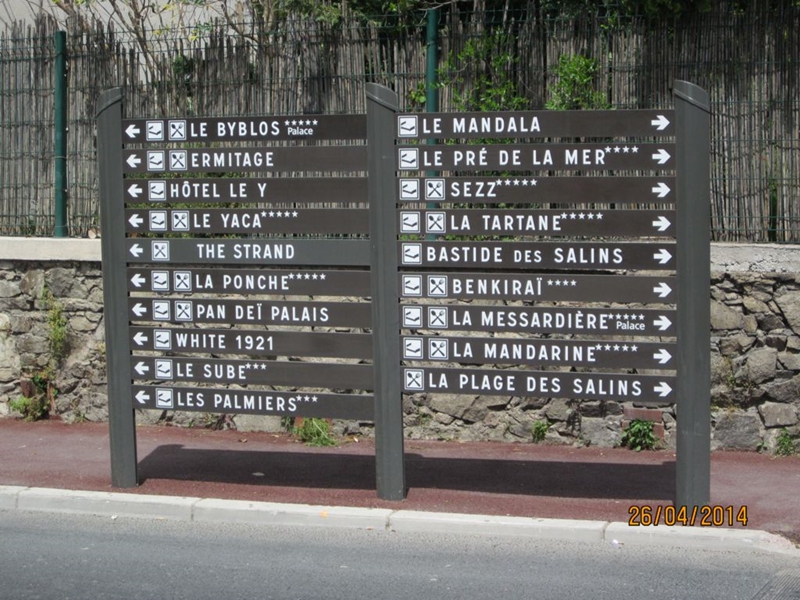 LE BYBLOS***** Palace
ERMITAGE
HÔTEL LE Y
LE YACA*****
THE STRAND
LA PONCHE*****
PAN DEÏ PALAIS
WHITE 1921
LE SUBE***
LES PALMIERS***
LE MANDALA
LE PRÉ DE LA MER****
SEZZ*****
LA TARTANE*****
BASTIDE DES SALINS
BENKIRAÏ****
LA MESSARDIÈRE***** Palace
LA MANDARINE*****
LA PLAGE DES SALINS
26/04/2014